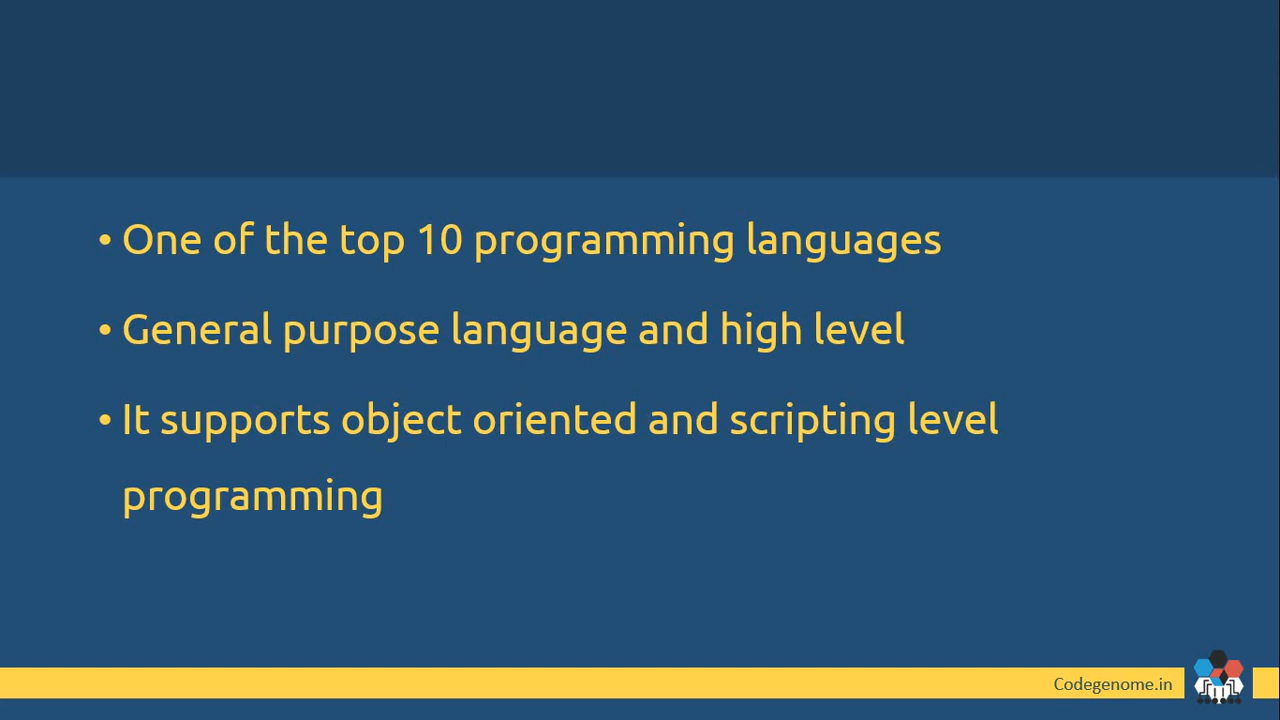 • One of the top 10 programming languages
• General purpose language and high level
• It supports object oriented and scripting level
programming
Codegenome.in